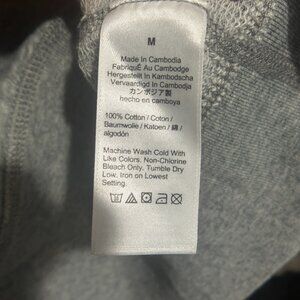 M
Made In Cambodia
FabriquÉ Au Cambodge
Hergestellt In Kambodscha
Vervaardigd In Cambodja
カンボジア製
hecho en camboya
100% Cotton / Coton /
Baumwolle / Katoen / 綿 /
algodón
Machine Wash Cold With
Like Colors. Non-Chlorine
Bleach Only. Tumble Dry
Low. Iron on Lowest
Setting.